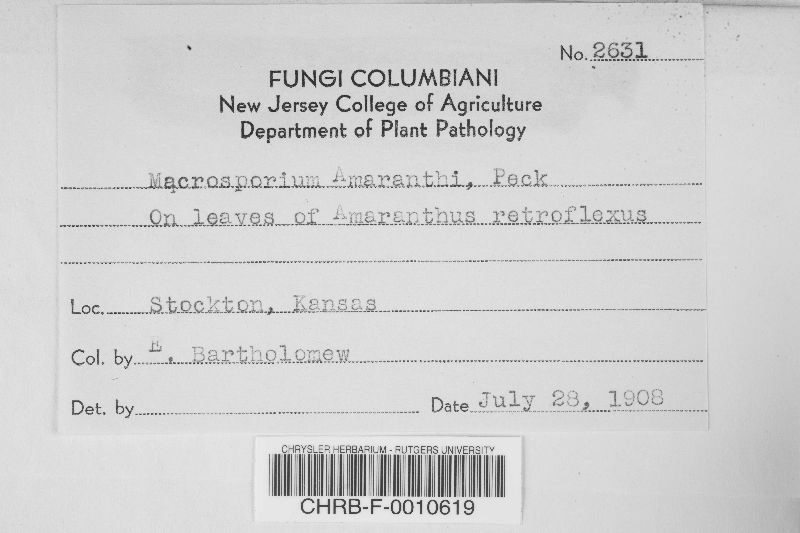 No. 2631
FUNGI COLUMBIANI
New Jersey College of Agriculture
Department of Plant Pathology
Macrosporium Amaranthi, Peck
On leaves of Amaranthus retroflexus
Loc. Stockton, Kansas
Col. by E. Bartholomew
Det. by Date July 28, 1908
CHRYSLER HERBARIUM - RUTGERS UNIVERSITY
CHRB-F-0010619